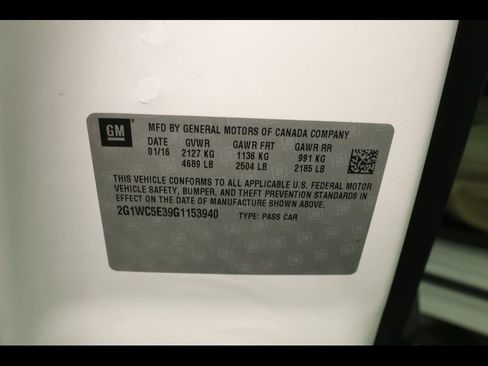 GM
MFD BY GENERAL MOTORS OF CANADA COMPANY
DATE GVWR GAWR FRT GAWR RR
01/16 2127 KG 1136 KG 991 KG
4689 LB 2504 LB 2185 LB
THIS VEHICLE CONFORMS TO ALL APPLICABLE U.S. FEDERAL MOTOR
VEHICLE SAFETY, BUMPER, AND THEFT PREVENTION STANDARDS IN
EFFECT ON THE DATE OF MANUFACTURE SHOWN ABOVE.
2G1WC5E39G1153940 TYPE: PASS CAR